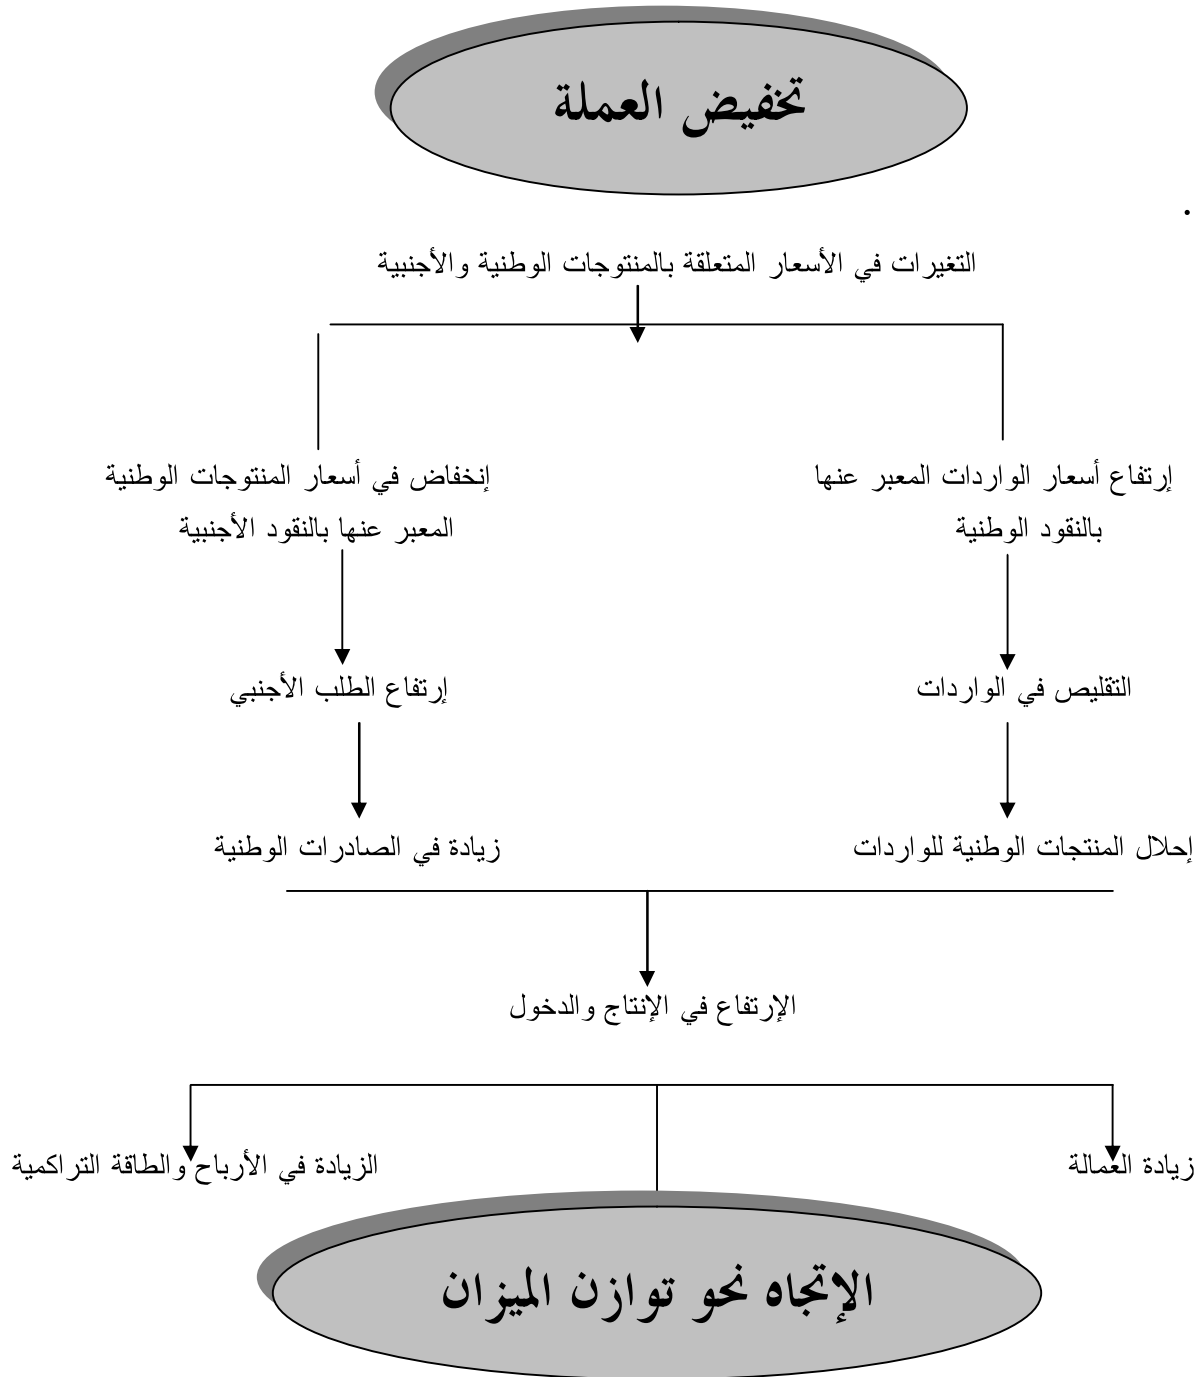 تخفيض العملة
.
التغيرات في الأسعار المتعلقة بالمنتوجات الوطنية والأجنبية
إرتفاع أسعار الواردات المعبر عنها
بالنقود الوطنية
إنخفاض في أسعار المنتوجات الوطنية
المعبر عنها بالنقود الأجنبية
التقليص في الواردات
إرتفاع الطلب الأجنبي
إحلال المنتجات الوطنية للواردات
زيادة في الصادرات الوطنية
الإرتفاع في الإنتاج والدخول
زيادة العمالة
الزيادة في الأرباح والطاقة التراكمية
الإتجاه نحو توازن الميزان